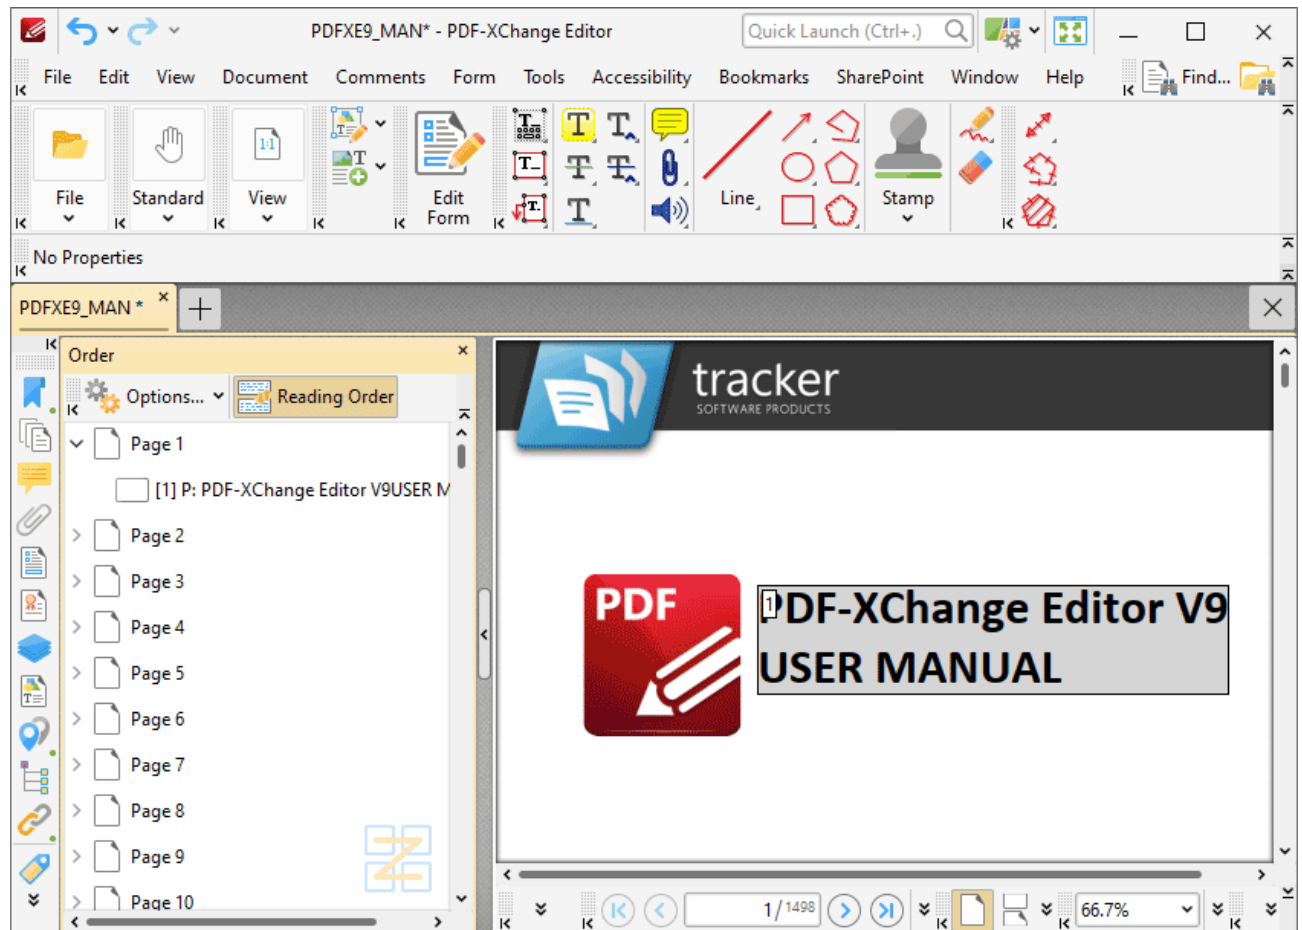 PDFXE9_MAN* - PDF-XChange Editor
Quick Launch (Ctrl+.)
File Edit View Document Comments Form Tools Accessibility Bookmarks SharePoint Window Help
Find...
File
Standard
1:1
View
Edit
Form
Line
Stamp
No Properties
PDFXE9_MAN *
Order
Options...
Reading Order
Page 1
[1] P: PDF-XChange Editor V9USER M
Page 2
Page 3
Page 4
Page 5
Page 6
Page 7
Page 8
Page 9
Page 10
tracker
SOFTWARE PRODUCTS
PDF
1
PDF-XChange Editor V9
USER MANUAL
1/1498
66.7%